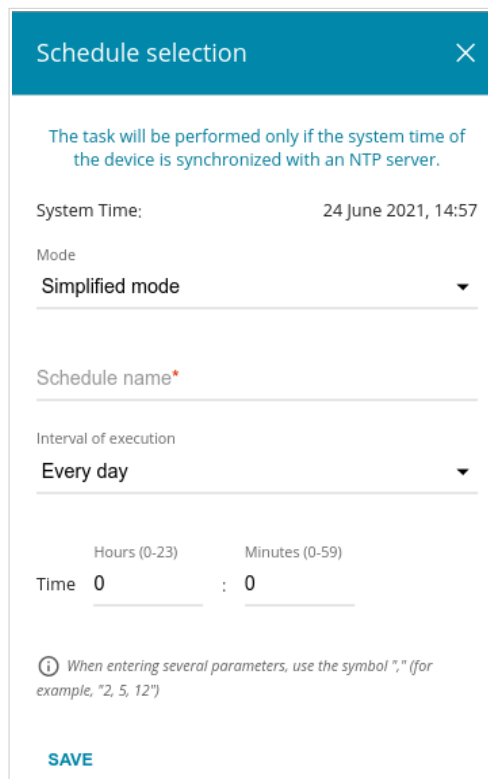 Schedule selection
The task will be performed only if the system time of
the device is synchronized with an NTP server.
System Time: 24 June 2021, 14:57
Mode
Simplified mode
Schedule name*
Interval of execution
Every day
Hours (0-23) Minutes (0-59)
Time 0 : 0
When entering several parameters, use the symbol "," (for
example, "2, 5, 12")
SAVE